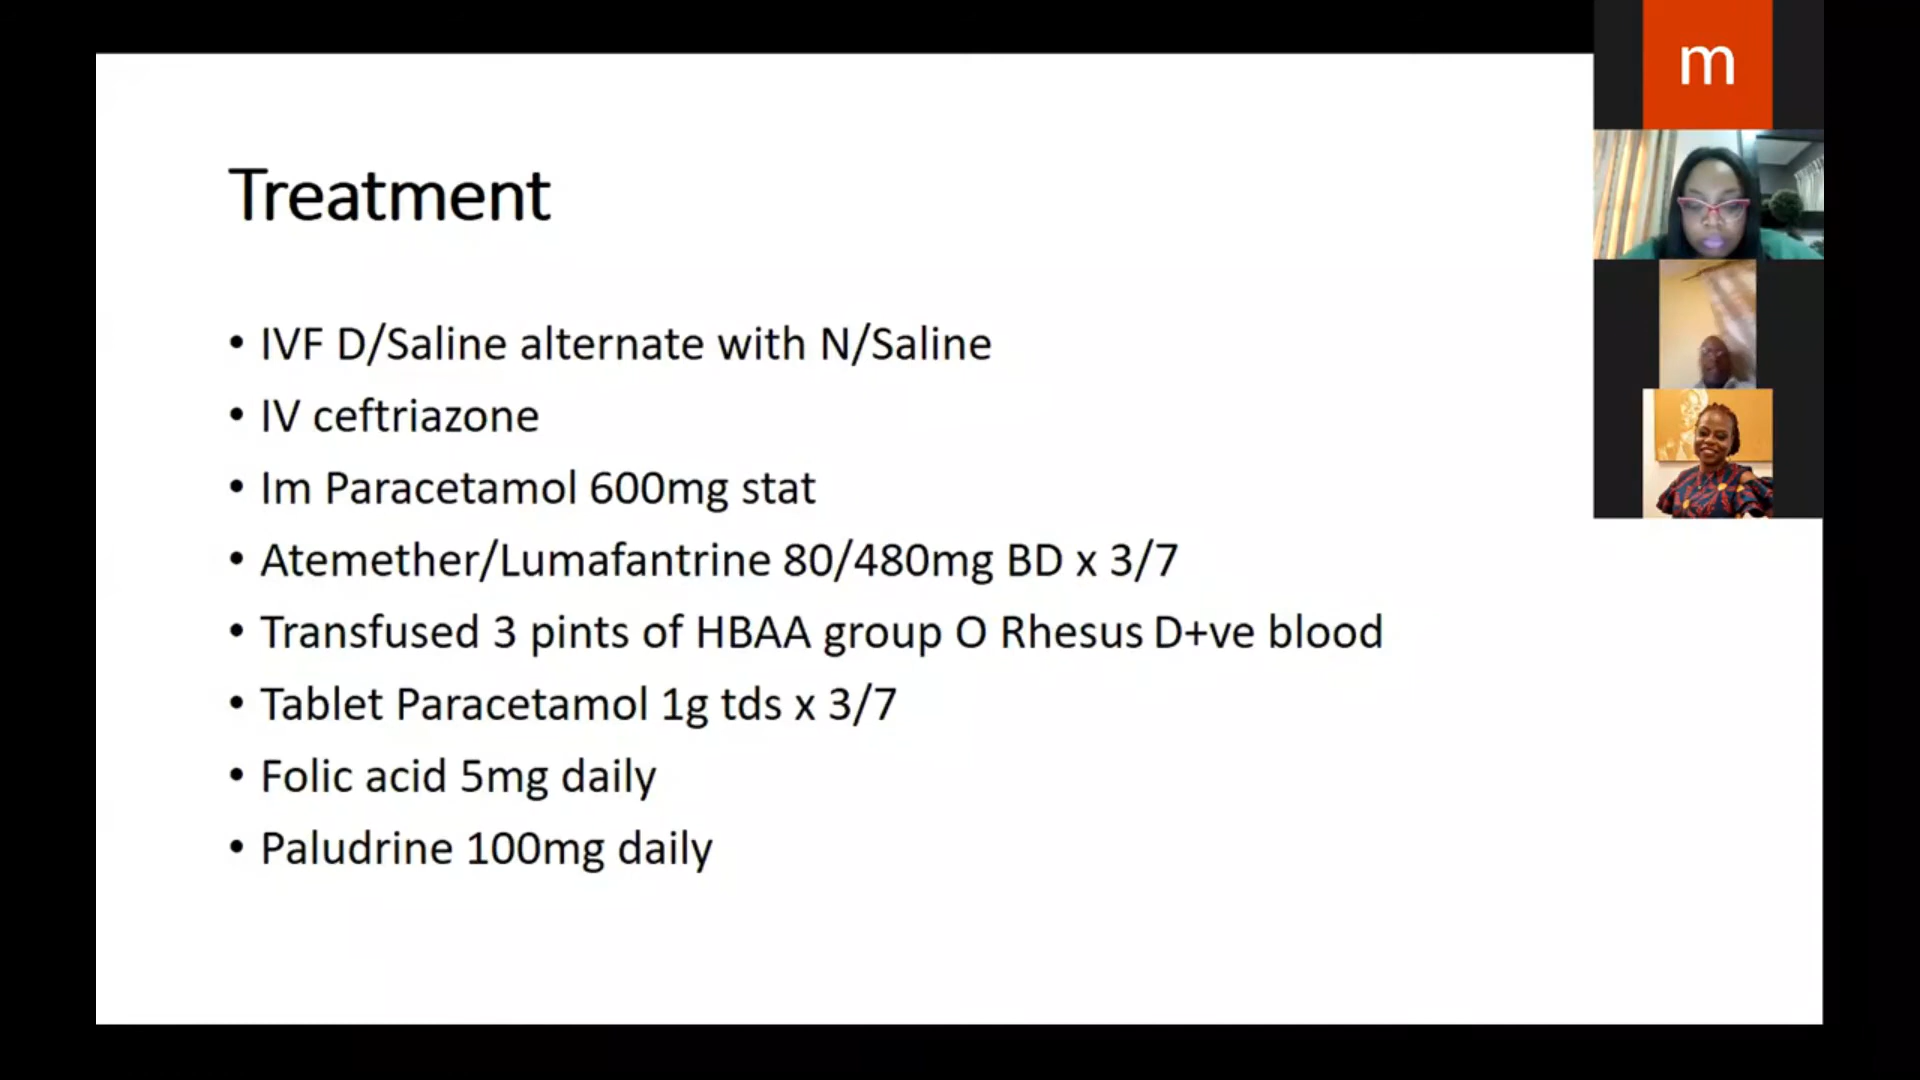 m
Treatment
• IVF D/Saline alternate with N/Saline
• IV ceftriazone
• Im Paracetamol 600mg stat
• Atemether/Lumafantrine 80/480mg BD x 3/7
• Transfused 3 pints of HBAA group O Rhesus D+ve blood
• Tablet Paracetamol 1g tds x 3/7
• Folic acid 5mg daily
• Paludrine 100mg daily